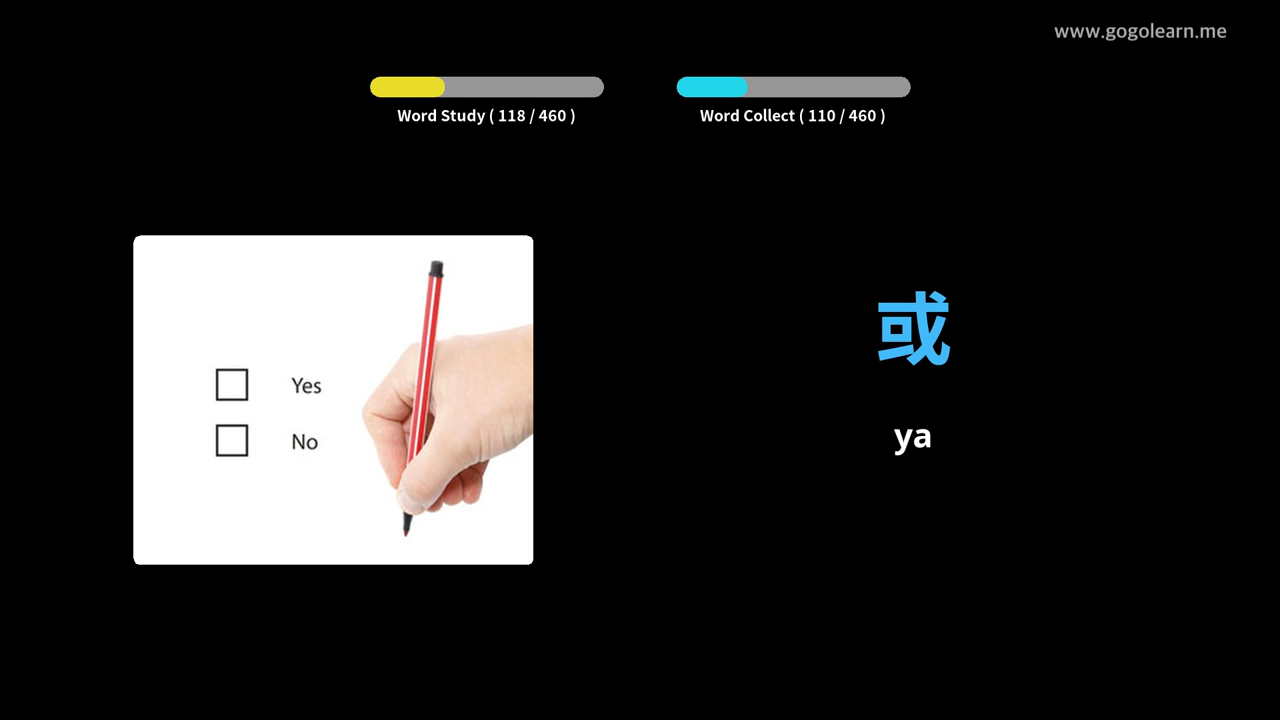 www.gogolearn.me
Word Study ( 118 / 460 )
Word Collect ( 110 / 460 )
Yes
No
或
ya